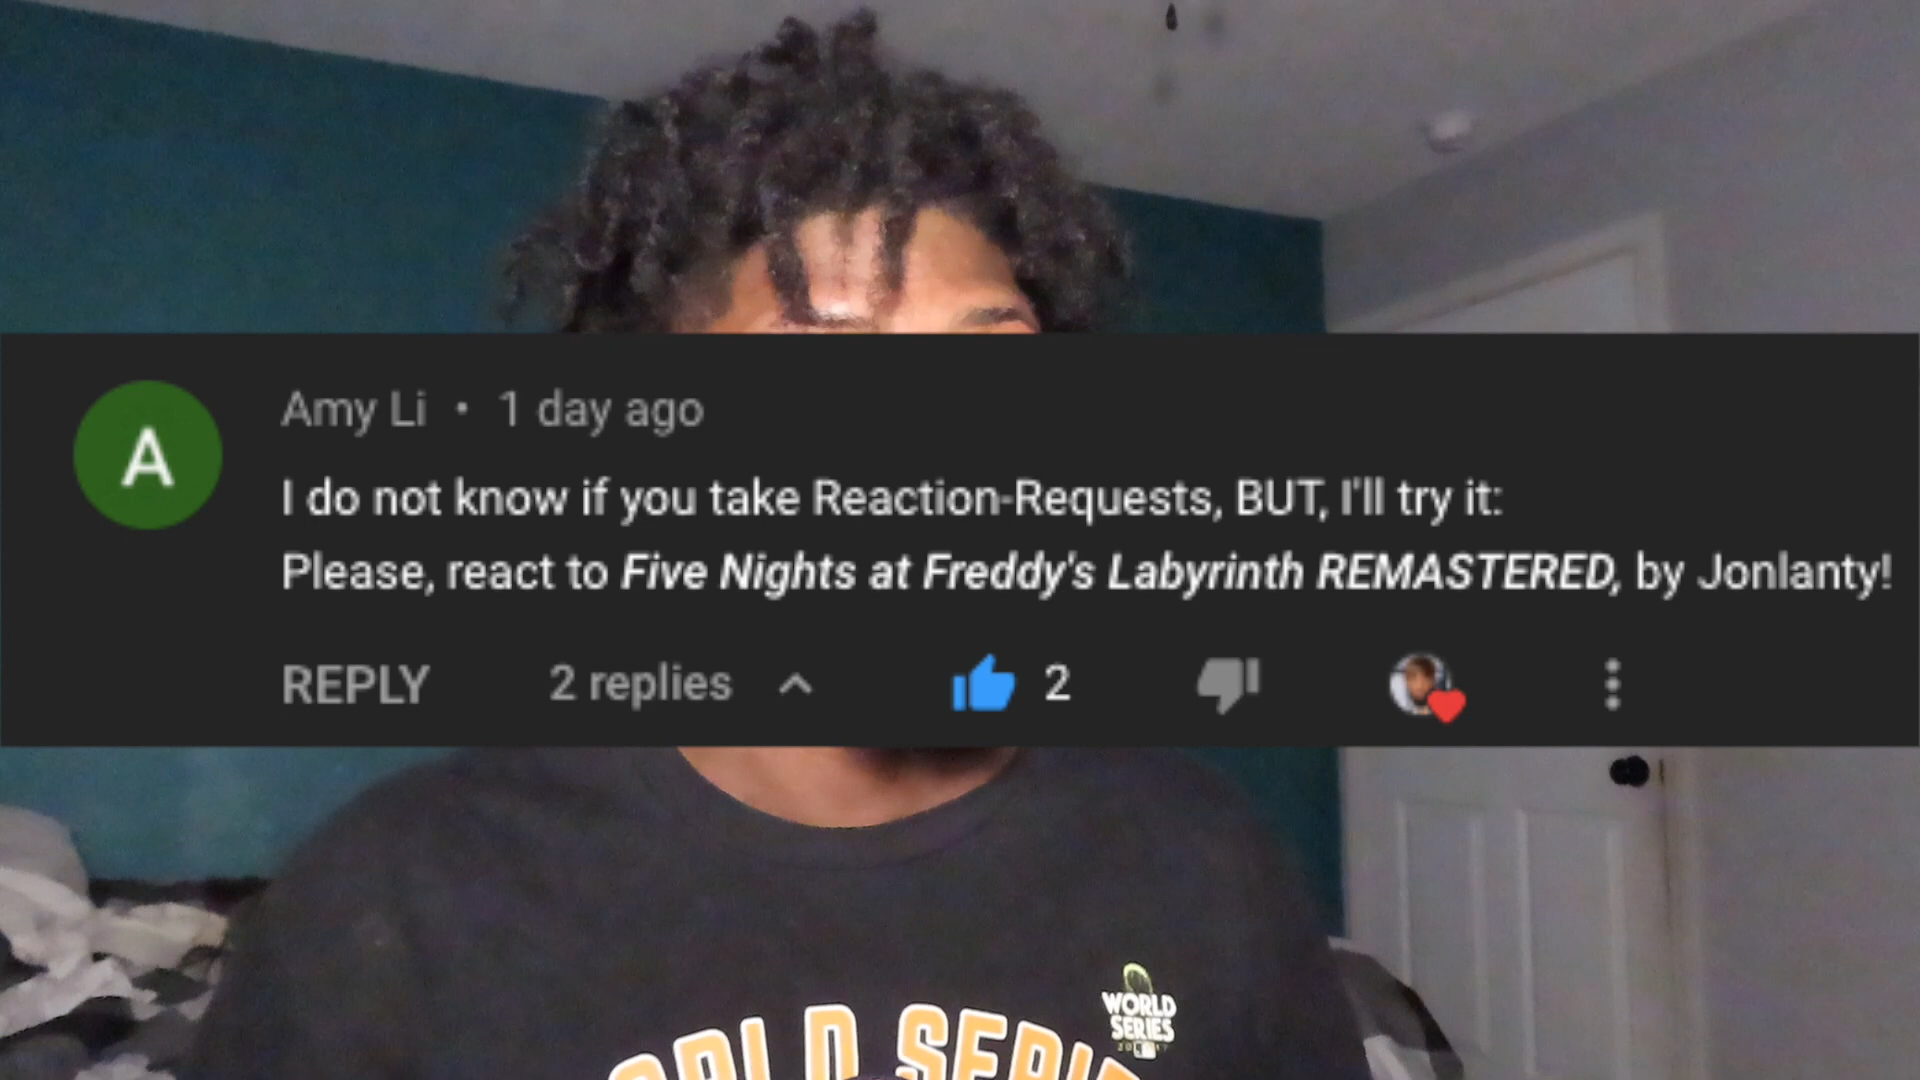 Amy Li • 1 day ago
I do not know if you take Reaction-Requests, BUT, I'll try it:
Please, react to Five Nights at Freddy's Labyrinth REMASTERED, by Jonlanty!
REPLY 2 replies 2
A
WORLD
SERIES